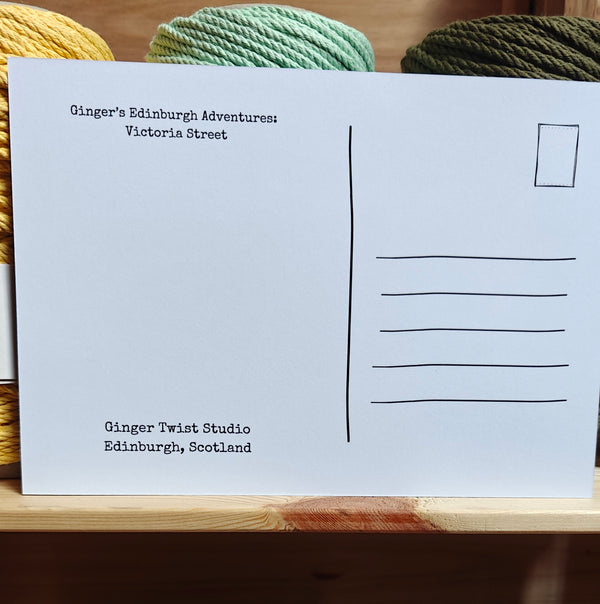 Ginger's Edinburgh Adventures:
Victoria Street
Ginger Twist Studio
Edinburgh, Scotland